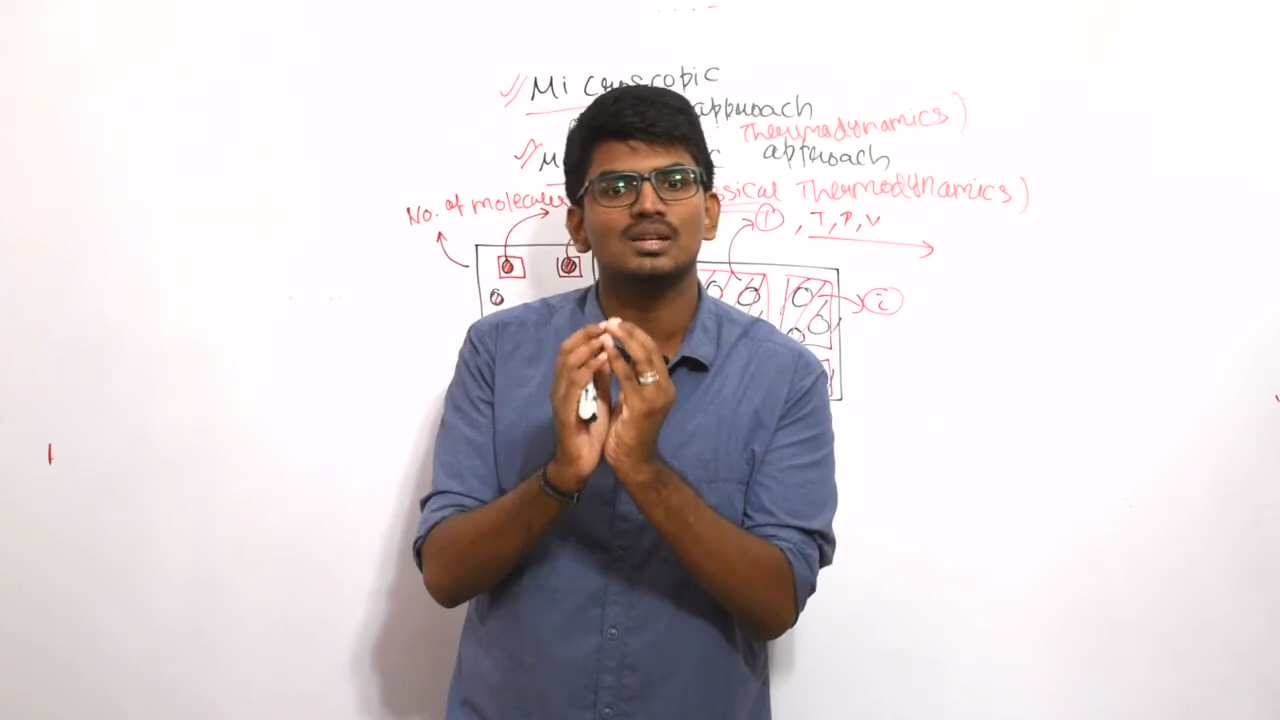 Microscopic
approach
Thermodynamics)
approach
Thermodynamics)
No. of molecules
P, T, P, V